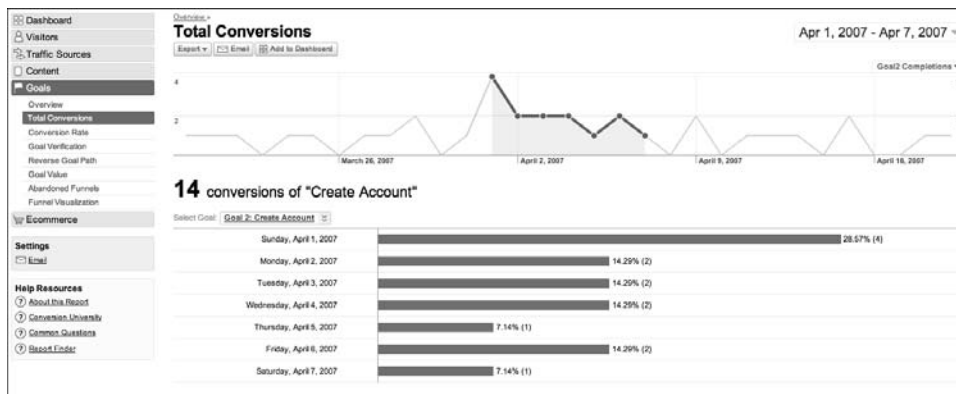 Dashboard
Visitors
Traffic Sources
Content
Goals
Overview
Total Conversions
Conversion Rate
Goal Verification
Reverse Goal Path
Goal Value
Abandoned Funnels
Funnel Visualization
Ecommerce
Settings
Email
Help Resources
About this Report
Conversion University
Common Questions
Report Finder
Overview »
Total Conversions
Apr 1, 2007 - Apr 7, 2007
Export Email Add to Dashboard
Goal2 Completions
4
2
March 26, 2007 April 2, 2007 April 9, 2007 April 16, 2007
14 conversions of "Create Account"
Select Goal: Goal 2: Create Account
Sunday, April 1, 2007 28.57% (4)
Monday, April 2, 2007 14.29% (2)
Tuesday, April 3, 2007 14.29% (2)
Wednesday, April 4, 2007 14.29% (2)
Thursday, April 5, 2007 7.14% (1)
Friday, April 6, 2007 14.29% (2)
Saturday, April 7, 2007 7.14% (1)